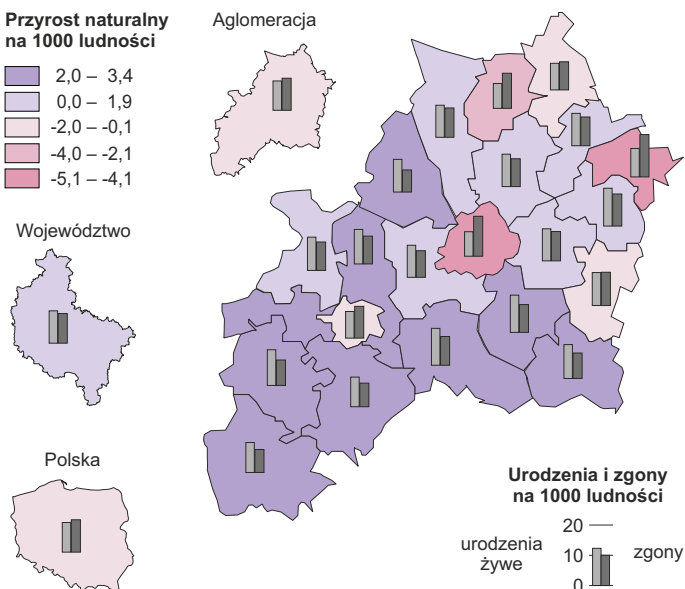 Przyrost naturalny
na 1000 ludności
2,0 – 3,4
0,0 – 1,9
-2,0 – -0,1
-4,0 – -2,1
-5,1 – -4,1
Aglomeracja
Województwo
Polska
Urodzenia i zgony
na 1000 ludności
20
10
0
urodzenia
żywe
zgony